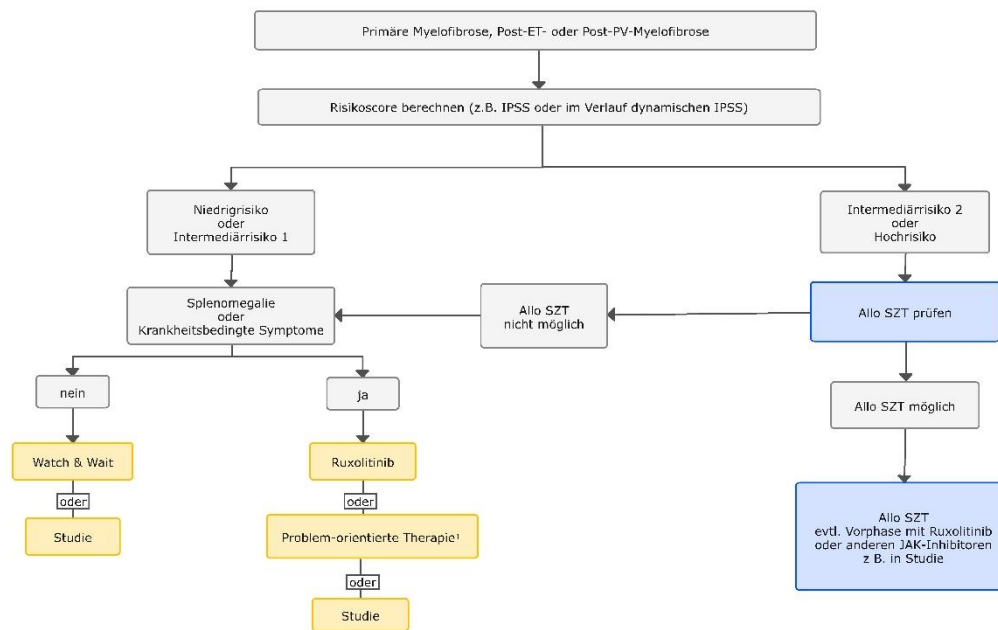 Primäre Myelofibrose, Post-ET- oder Post-PV-Myelofibrose
Risikoscore berechnen (z.B. IPSS oder im Verlauf dynamischen IPSS)
Niedrigrisiko
oder
Intermediärrisiko 1
Intermediärrisiko 2
oder
Hochrisiko
Splenomegalie
oder
Krankheitsbedingte Symptome
Allo SZT
nicht möglich
Allo SZT prüfen
nein
Ja
Allo SZT möglich
Watch & Wait
oder
Studie
Ruxolitinib
oder
Problem-orientierte Therapie¹
oder
Studie
Allo SZT
evtl. Vorphase mit Ruxolitinib
oder anderen JAK-Inhibitoren
z B. in Studie